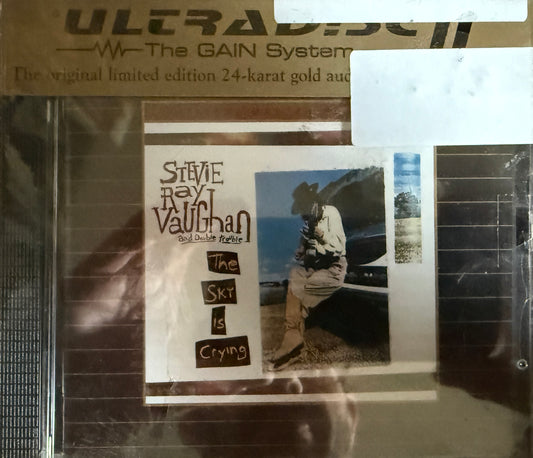 ULTRADISC II
The GAIN System
The original limited edition 24-karat gold
STEVIE
RAY
VAUGhan
and Double Trouble
The
SKY
is
Crying